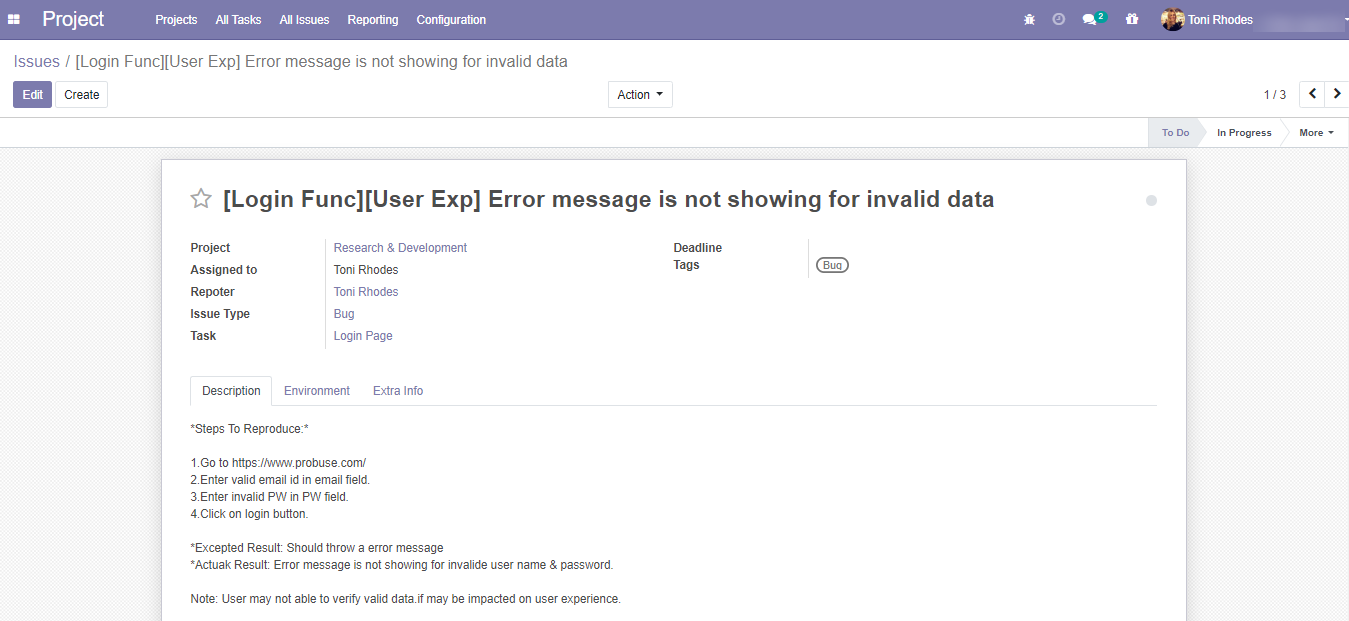 Project Projects All Tasks All Issues Reporting Configuration 2 Toni Rhodes
Issues / [Login Func][User Exp] Error message is not showing for invalid data
Edit Create Action 1 / 3
To Do In Progress More
[Login Func][User Exp] Error message is not showing for invalid data
Project Research & Development
Assigned to Toni Rhodes
Repoter Toni Rhodes
Issue Type Bug
Task Login Page
Deadline
Tags Bug
Description Environment Extra Info
*Steps To Reproduce:*
1.Go to https://www.probuse.com/
2.Enter valid email id in email field.
3.Enter invalid PW in PW field.
4.Click on login button.
*Excepted Result: Should throw a error message
*Actuak Result: Error message is not showing for invalide user name & password.
Note: User may not able to verify valid data.if may be impacted on user experience.